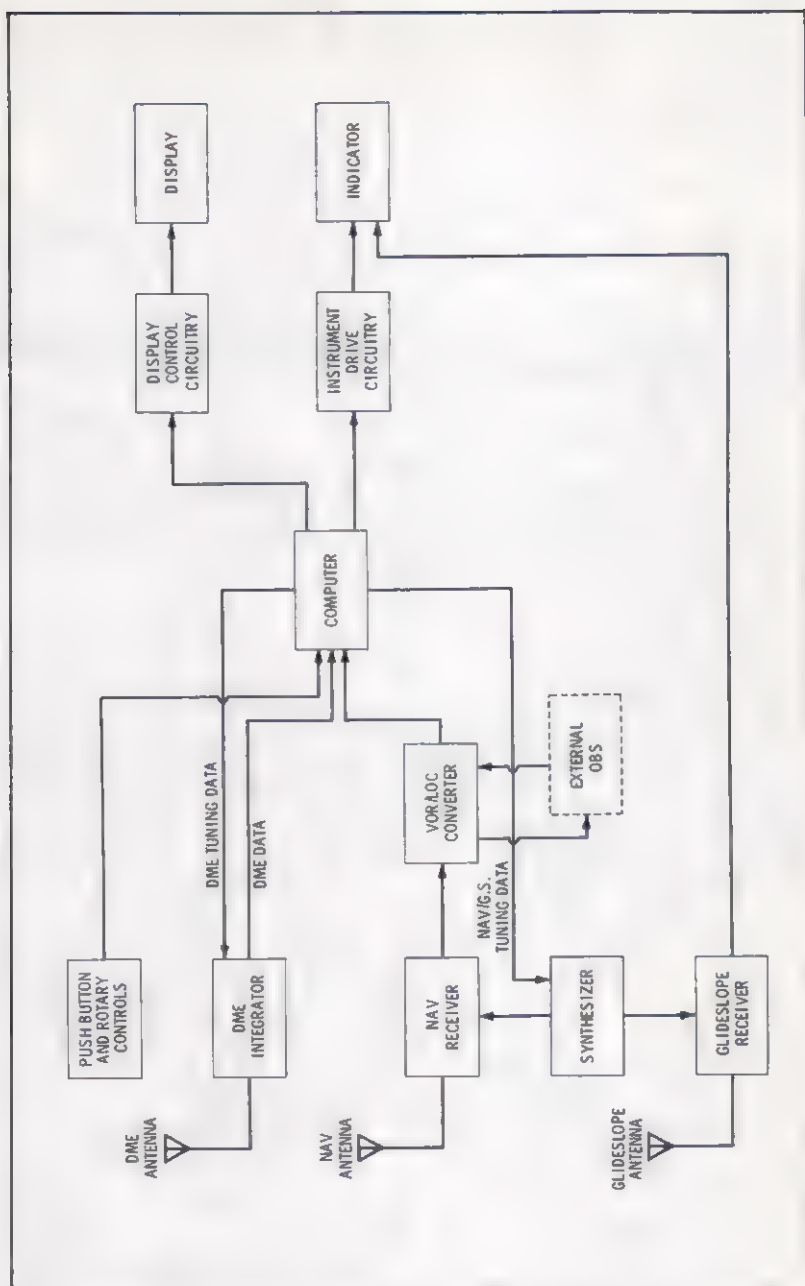 PUSH BUTTON
AND ROTARY
CONTROLS
DME
ANTENNA
DME
INTEGRATOR
DME TUNING DATA
DME DATA
NAV
ANTENNA
NAV
RECEIVER
VOR/LOC
CONVERTER
NAV/G.S.
TUNING DATA
EXTERNAL
OBS
SYNTHESIZER
GLIDESLOPE
ANTENNA
GLIDESLOPE
RECEIVER
COMPUTER
DISPLAY
CONTROL
CIRCUITRY
DISPLAY
INSTRUMENT
DRIVE
CIRCUITRY
INDICATOR